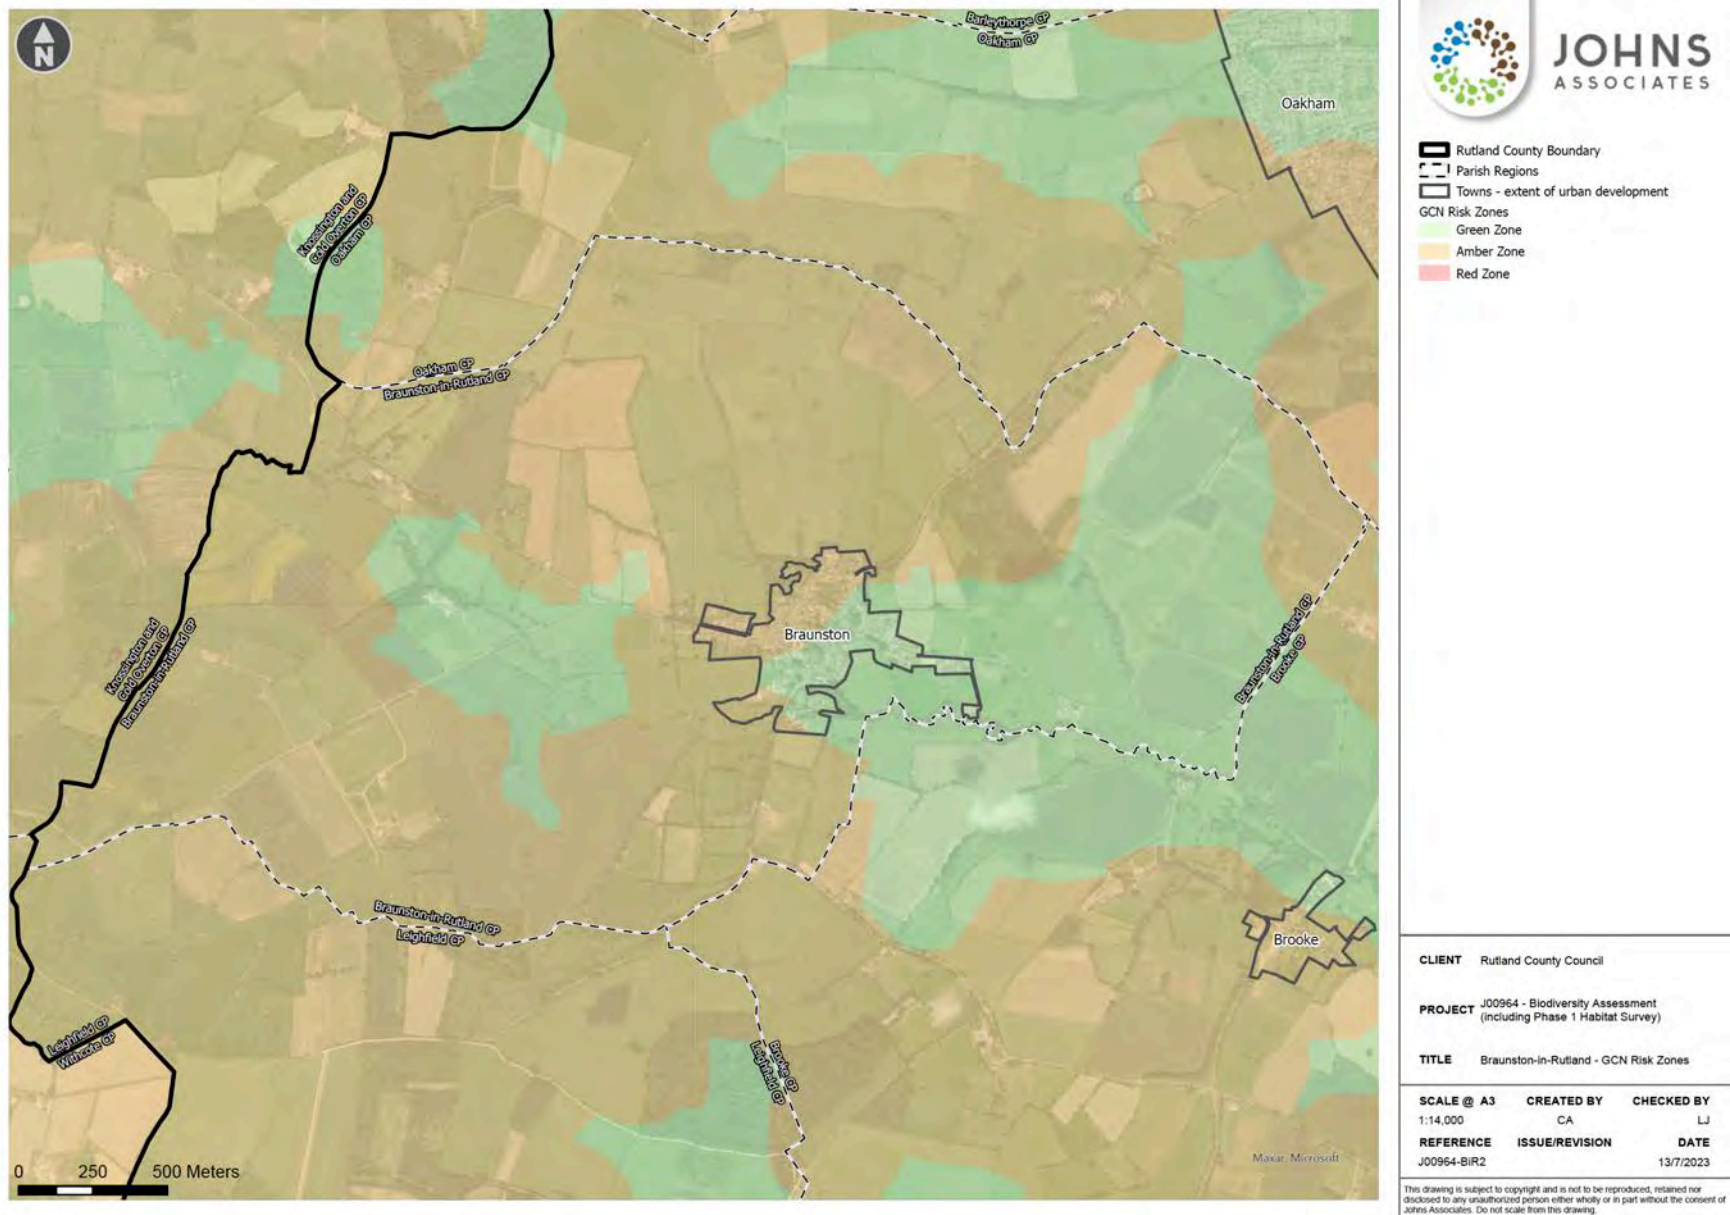 N
Barleythorpe CP
Oakham CP
Oakham
Knossington and
Cold Overton CP
Oakham CP
Oakham CP
Braunston-in-Rutland CP
Braunston
Knossington and
Cold Overton CP
Braunston-in-Rutland CP
Braunston-in-Rutland CP
Brooke CP
Braunston-in-Rutland CP
Leighfield CP
Brooke
Leighfield CP
Withcote CP
Brooke CP
Leighfield CP
0 250 500 Meters
Maxar, Microsoft
JOHNS
ASSOCIATES
Rutland County Boundary
Parish Regions
Towns - extent of urban development
GCN Risk Zones
Green Zone
Amber Zone
Red Zone
CLIENT Rutland County Council
PROJECT J00964 - Biodiversity Assessment
(including Phase 1 Habitat Survey)
TITLE Braunston-in-Rutland - GCN Risk Zones
SCALE @ A3 CREATED BY CHECKED BY
1:14,000 CA LJ
REFERENCE ISSUE/REVISION DATE
J00964-BiR2 13/7/2023
This drawing is subject to copyright and is not to be reproduced, retained nor
disclosed to any unauthorized person either wholly or in part without the consent of
Johns Associates. Do not scale from this drawing.